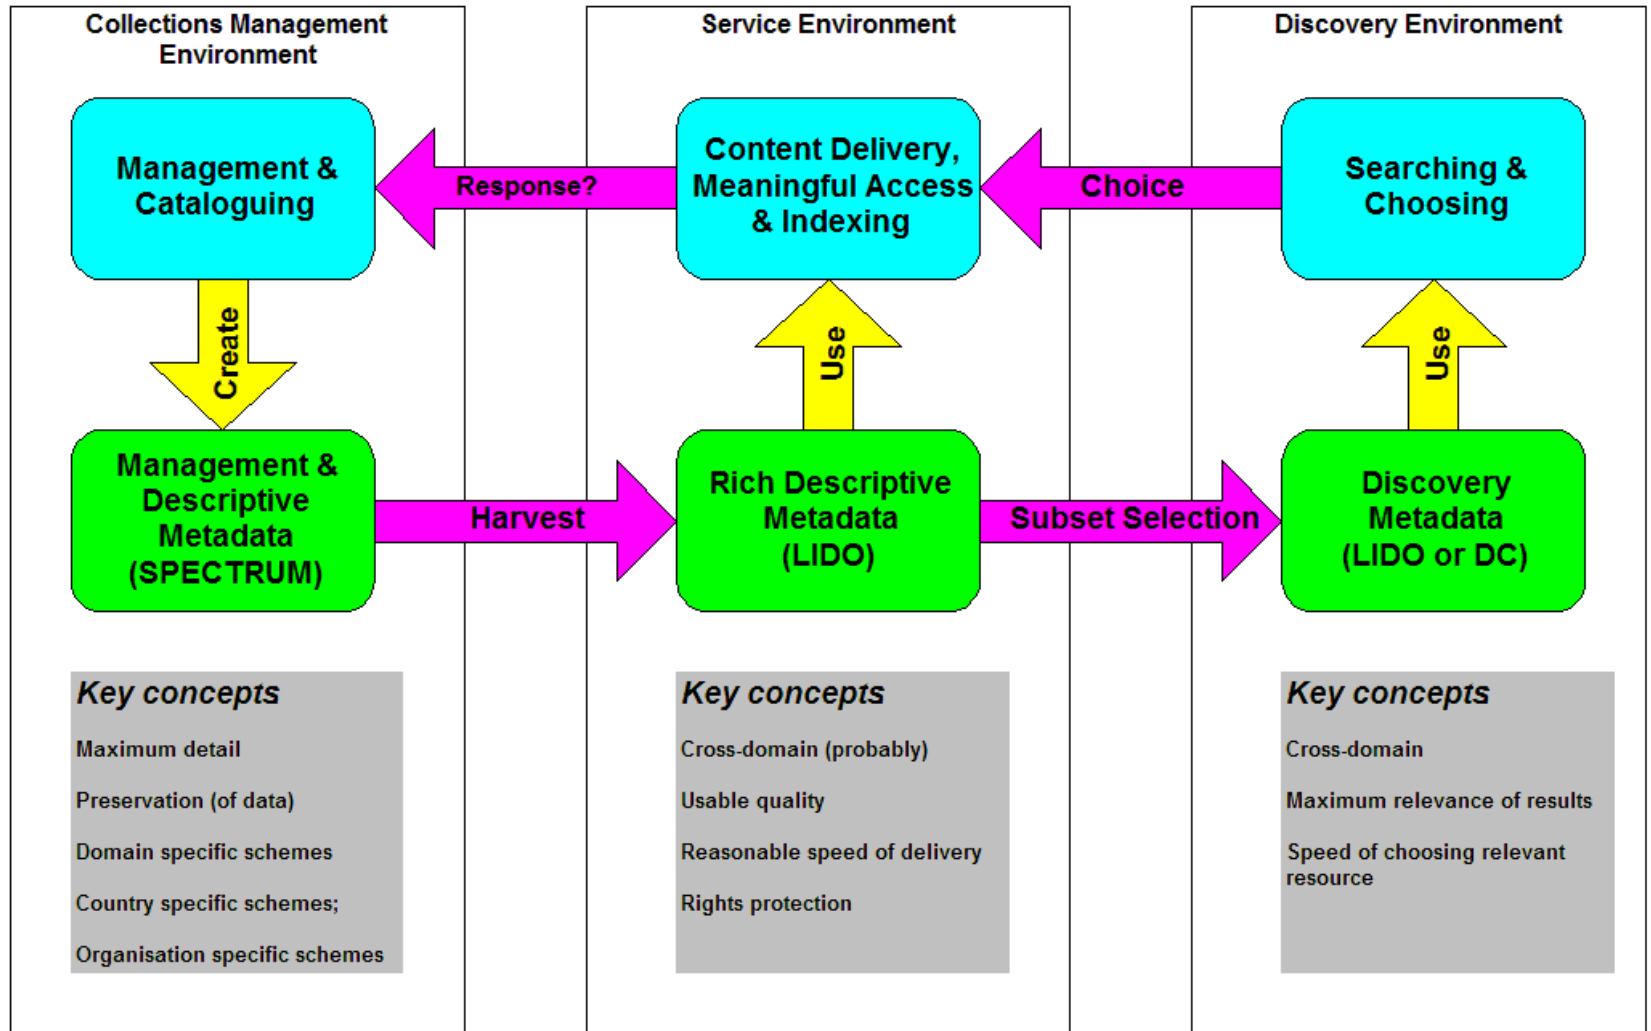 Collections Management
Environment
Management &
Cataloguing
Create
Management &
Descriptive
Metadata
(SPECTRUM)
Key concepts
Maximum detail
Preservation (of data)
Domain specific schemes
Country specific schemes;
Organisation specific schemes
Response?
Harvest
Service Environment
Content Delivery,
Meaningful Access
& Indexing
Use
Rich Descriptive
Metadata
(LIDO)
Key concepts
Cross-domain (probably)
Usable quality
Reasonable speed of delivery
Rights protection
Choice
Subset Selection
Discovery Environment
Searching &
Choosing
Use
Discovery
Metadata
(LIDO or DC)
Key concepts
Cross-domain
Maximum relevance of results
Speed of choosing relevant
resource